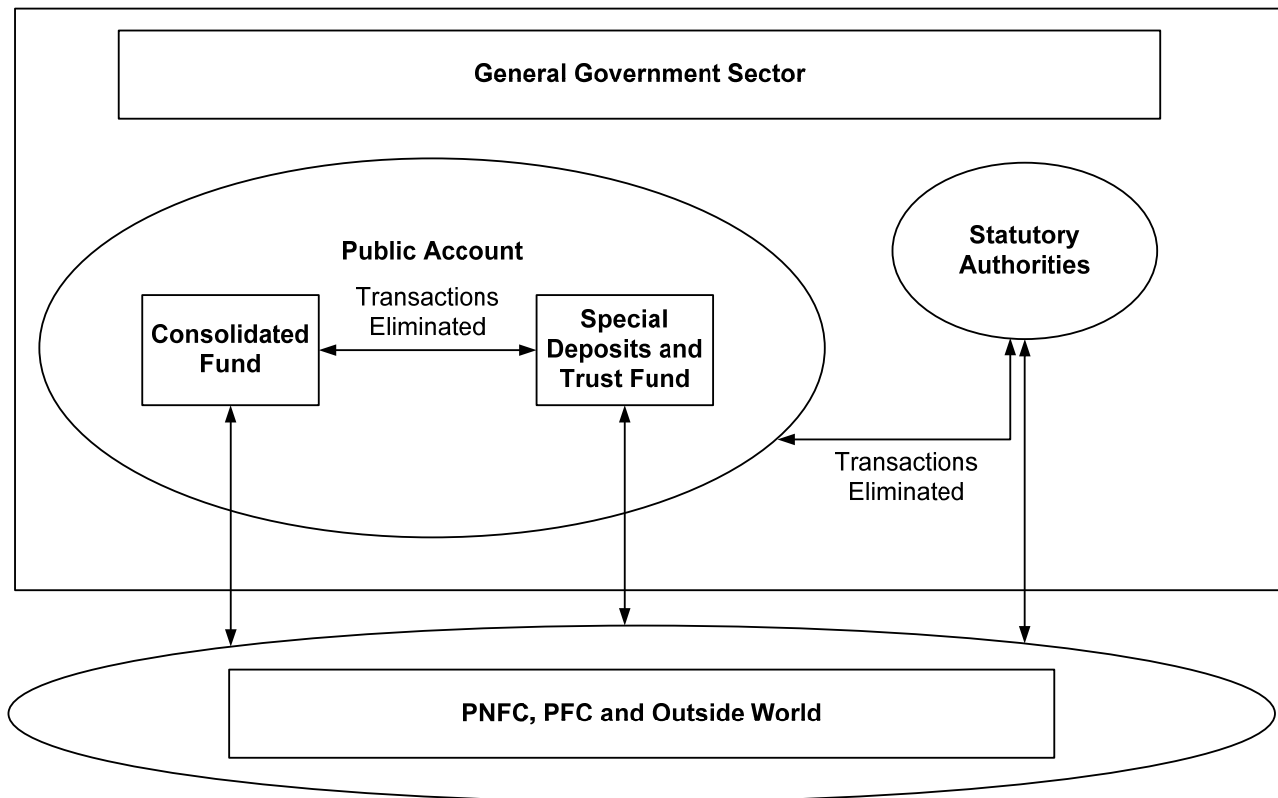 General Government Sector
Public Account
Statutory
Authorities
Transactions
Eliminated
Consolidated
Fund
Special
Deposits and
Trust Fund
Transactions
Eliminated
PNFC, PFC and Outside World